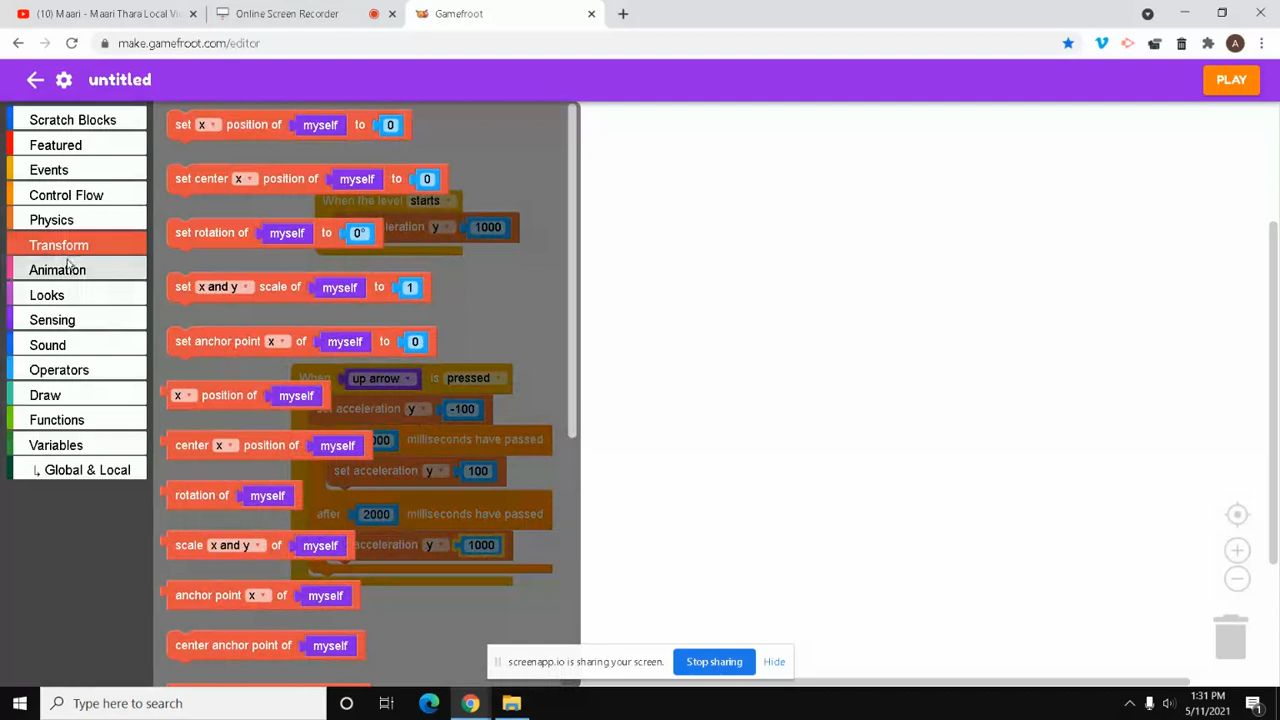 (10) Maari - Maari Thara Local Vi
Online Screen Recorder
Gamefroot
make.gamefroot.com/editor
A
untitled
PLAY
Scratch Blocks
Featured
Events
Control Flow
Physics
Transform
Animation
Looks
Sensing
Sound
Operators
Draw
Functions
Variables
Global & Local
set x position of myself to 0
set center x position of myself to 0
When the level starts
eration y 1000
set rotation of myself to 0°
set x and y scale of myself to 1
set anchor point x of myself to 0
When up arrow is pressed
x position of myself
set acceleration y -100
center x position of myself
000 milliseconds have passed
set acceleration y 100
rotation of myself
after 2000 milliseconds have passed
scale x and y of myself
acceleration y 1000
anchor point x of myself
center anchor point of myself
screenapp.io is sharing your screen.
Stop sharing
Hide
Type here to search
1:31 PM
5/11/2021
1